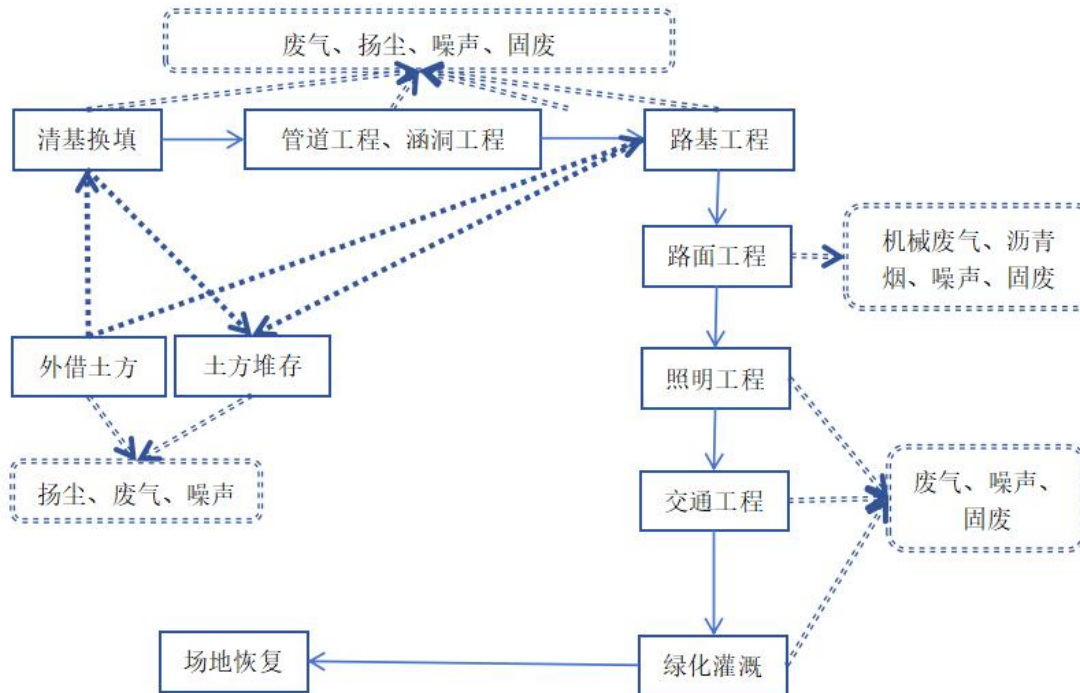 废气、扬尘、噪声、固废
清基换填
管道工程、涵洞工程
路基工程
路面工程
机械废气、沥青
烟、噪声、固废
外借土方
土方堆存
照明工程
扬尘、废气、噪声
交通工程
废气、噪声、
固废
场地恢复
绿化灌溉